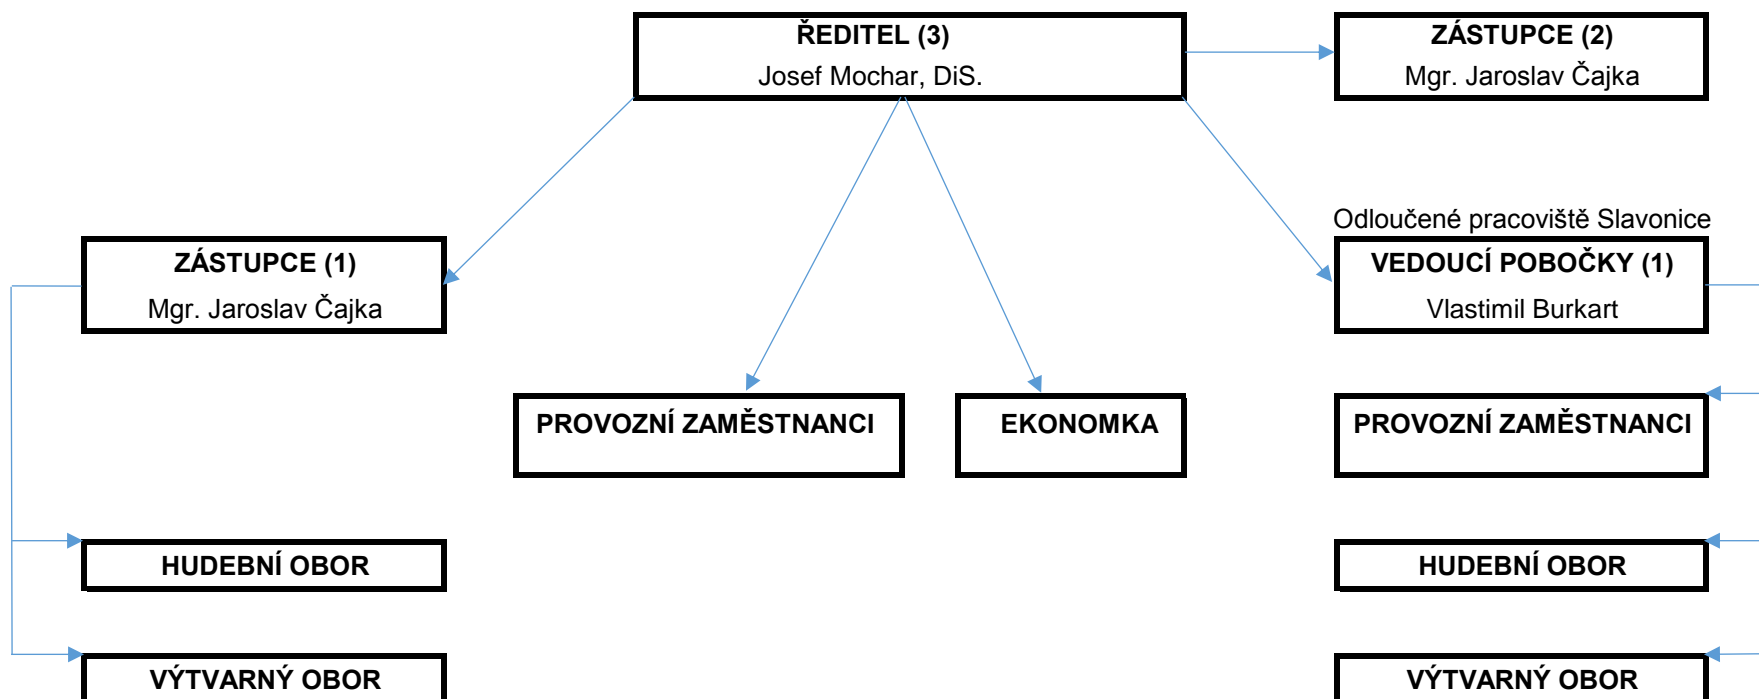 ŘEDITEL (3)
Josef Mochar, DiS.
ZÁSTUPCE (2)
Mgr. Jaroslav Čajka
Odloučené pracoviště Slavonice
ZÁSTUPCE (1)
Mgr. Jaroslav Čajka
VEDOUCÍ POBOČKY (1)
Vlastimil Burkart
PROVOZNÍ ZAMĚSTNANCI
EKONOMKA
PROVOZNÍ ZAMĚSTNANCI
HUDEBNÍ OBOR
HUDEBNÍ OBOR
VÝTVARNÝ OBOR
VÝTVARNÝ OBOR